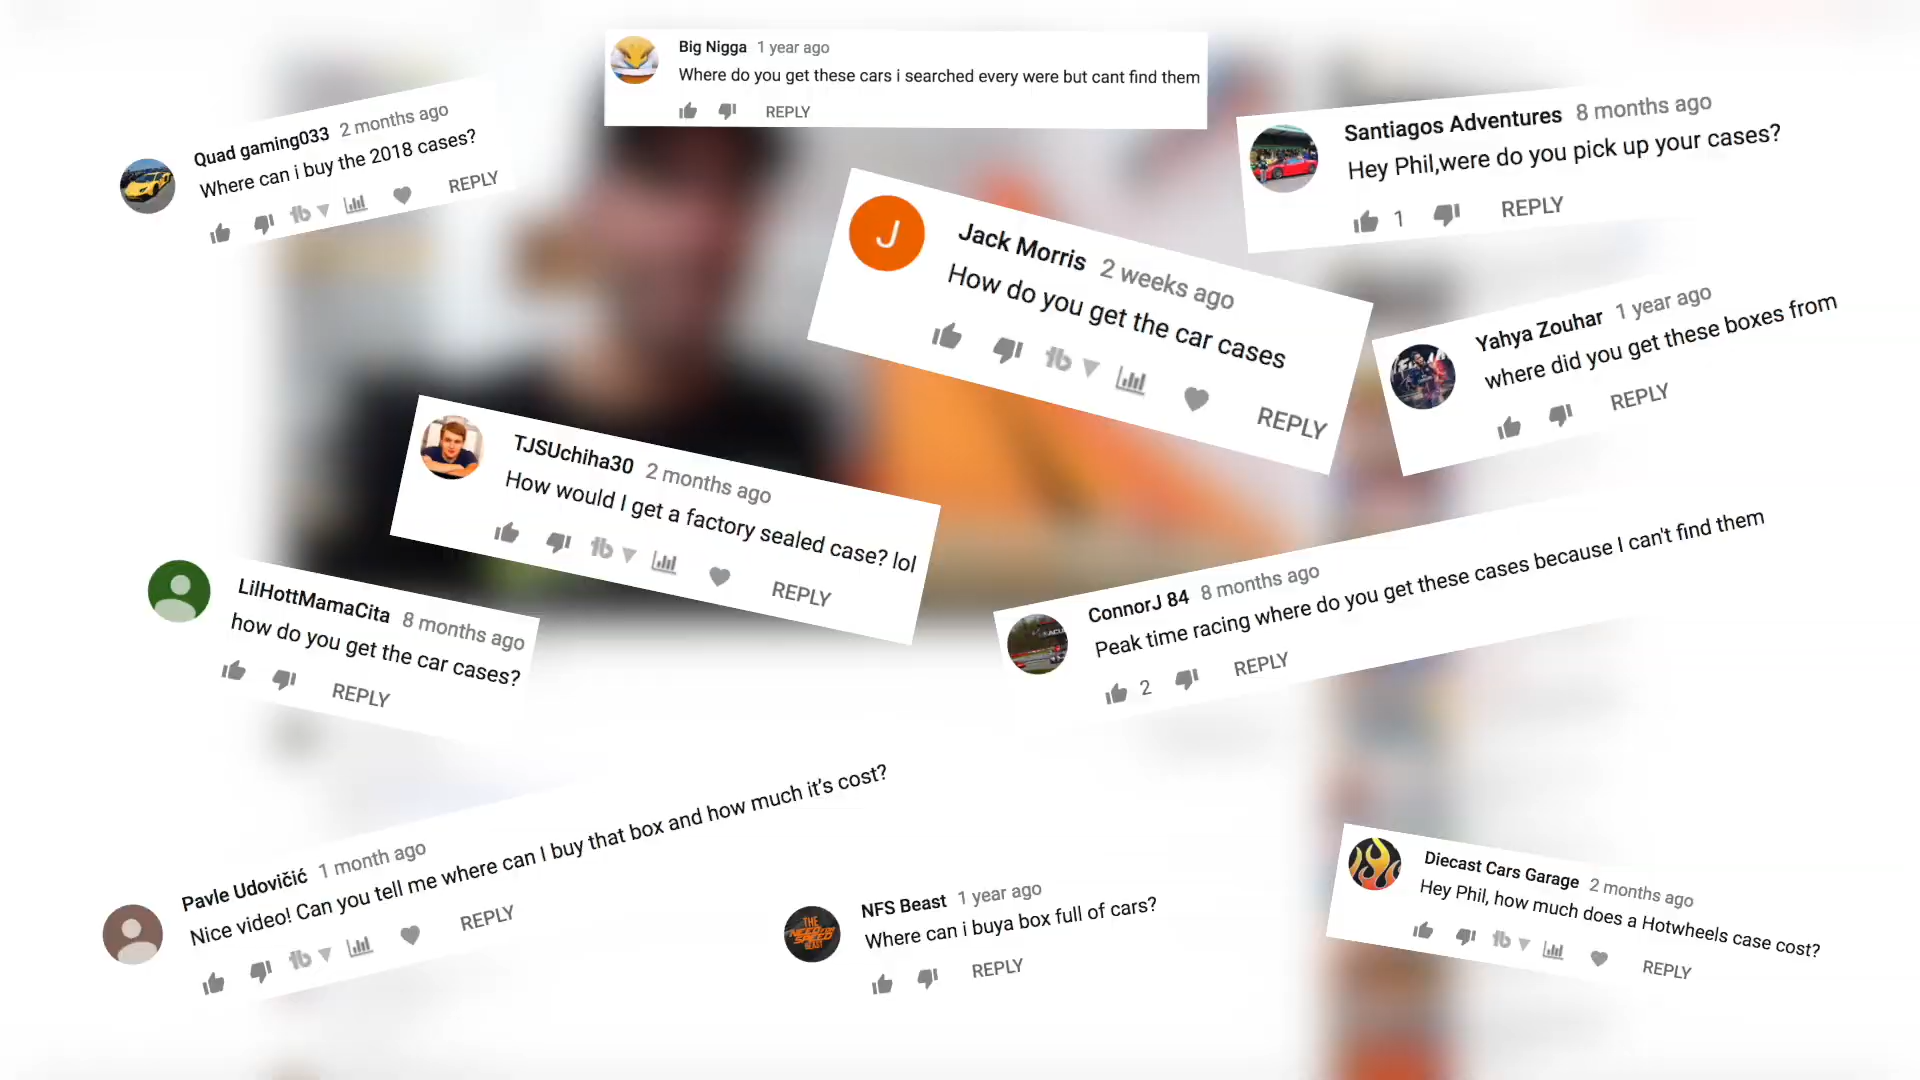 Big Nigga 1 year ago
Where do you get these cars i searched every were but cant find them
REPLY
Quad gaming033 2 months ago
Where can i buy the 2018 cases?
REPLY
Santiagos Adventures 8 months ago
Hey Phil,were do you pick up your cases?
1 REPLY
J
Jack Morris 2 weeks ago
How do you get the car cases
REPLY
Yahya Zouhar 1 year ago
where did you get these boxes from
REPLY
TJSUchiha30 2 months ago
How would I get a factory sealed case? lol
REPLY
LilHottMamaCita 8 months ago
how do you get the car cases?
REPLY
ConnorJ 84 8 months ago
Peak time racing where do you get these cases because I can't find them
2 REPLY
Pavle Udovičić 1 month ago
Nice video! Can you tell me where can I buy that box and how much it's cost?
REPLY
THE
NEED FOR
SPEED
BEAST
NFS Beast 1 year ago
Where can i buya box full of cars?
REPLY
Diecast Cars Garage 2 months ago
Hey Phil, how much does a Hotwheels case cost?
REPLY